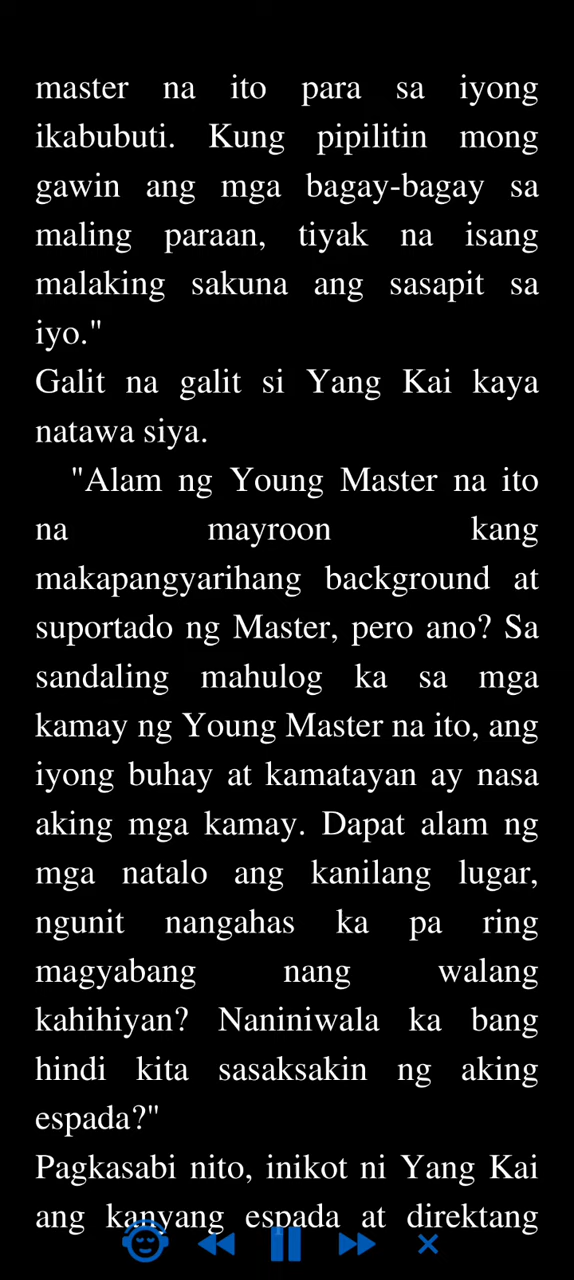 master na ito para sa iyong
ikabubuti. Kung pipilitin mong
gawin ang mga bagay-bagay sa
maling paraan, tiyak na isang
malaking sakuna ang sasapit sa
iyo."
Galit na galit si Yang Kai kaya
natawa siya.
"Alam ng Young Master na ito
na mayroon kang
makapangyarihang background at
suportado ng Master, pero ano? Sa
sandaling mahulog ka sa mga
kamay ng Young Master na ito, ang
iyong buhay at kamatayan ay nasa
aking mga kamay. Dapat alam ng
mga natalo ang kanilang lugar,
ngunit nangahas ka pa ring
magyabang nang walang
kahihiyan? Naniniwala ka bang
hindi kita sasaksakin ng aking
espada?"
Pagkasabi nito, inikot ni Yang Kai
ang kanyang espada at direktang